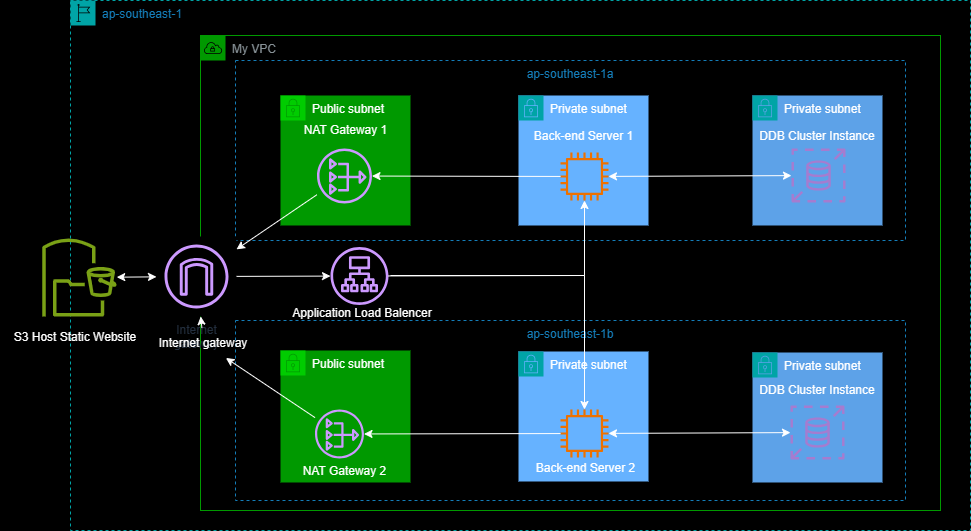 ap-southeast-1
My VPC
ap-southeast-1a
Public subnet
NAT Gateway 1
Private subnet
Back-end Server 1
Private subnet
DDB Cluster Instance
S3 Host Static Website
Internet
Internet gateway
Application Load Balencer
ap-southeast-1b
Public subnet
NAT Gateway 2
Private subnet
Back-end Server 2
Private subnet
DDB Cluster Instance